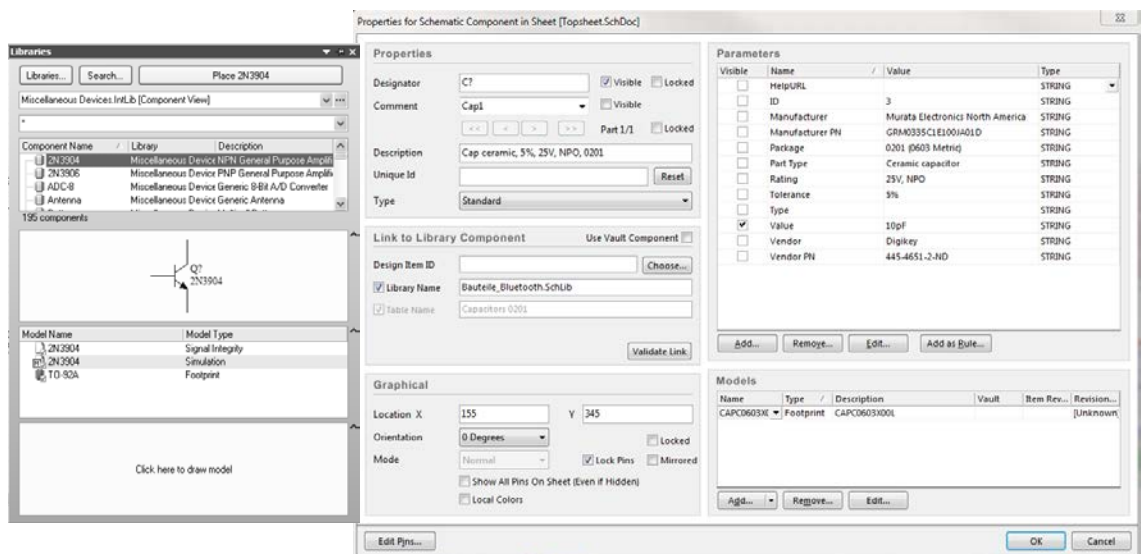 Properties for Schematic Component in Sheet [Topsheet.SchDoc]
Libraries
Libraries... Search... Place 2N3904
Miscellaneous Devices.IntLib [Component View]
*
Component Name / Library Description
2N3904 Miscellaneous Device NPN General Purpose Amplifi
2N3906 Miscellaneous Device PNP General Purpose Amplifi
ADC-8 Miscellaneous Device Generic 8-Bit A/D Converter
Antenna Miscellaneous Device Generic Antenna
195 components
Q?
2N3904
Model Name Model Type
2N3904 Signal Integrity
2N3904 Simulation
TO-92A Footprint
Click here to draw model
Properties
Designator C? Visible Locked
Comment Cap1 Visible
<< < > >> Part 1/1 Locked
Description Cap ceramic, 5%, 25V, NPO, 0201
Unique Id Reset
Type Standard
Link to Library Component Use Vault Component
Design Item ID Choose...
Library Name Bauteile_Bluetooth.SchLib
Table Name Capacitors 0201
Validate Link
Graphical
Location X 155 Y 345
Orientation 0 Degrees Locked
Mode Normal Lock Pins Mirrored
Show All Pins On Sheet (Even if Hidden)
Local Colors
Edit Pins...
Parameters
Visible Name / Value Type
HelpURL STRING
ID 3 STRING
Manufacturer Murata Electronics North America STRING
Manufacturer PN GRM0335C1E100JA01D STRING
Package 0201 (0603 Metric) STRING
Part Type Ceramic capacitor STRING
Rating 25V, NPO STRING
Tolerance 5% STRING
Type STRING
Value 10pF STRING
Vendor Digikey STRING
Vendor PN 445-4651-2-ND STRING
Add... Remove... Edit... Add as Rule...
Models
Name Type / Description Vault Item Rev... Revision...
CAPC0603X( Footprint CAPC0603X00L [Unknown]
Add... Remove... Edit...
OK Cancel